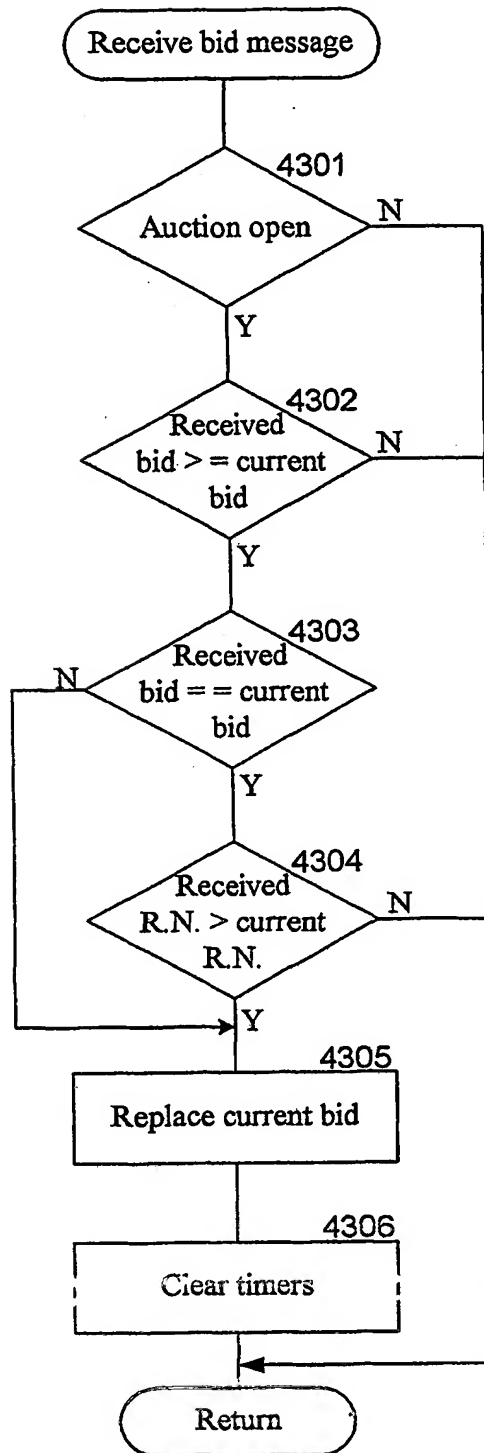 Receive bid message
4301
Auction open
N
Y
4302
Received
bid > = current
bid
N
Y
4303
Received
bid = = current
bid
N
Y
4304
Received
R.N. > current
R.N.
N
Y
4305
Replace current bid
4306
Clear timers
Return